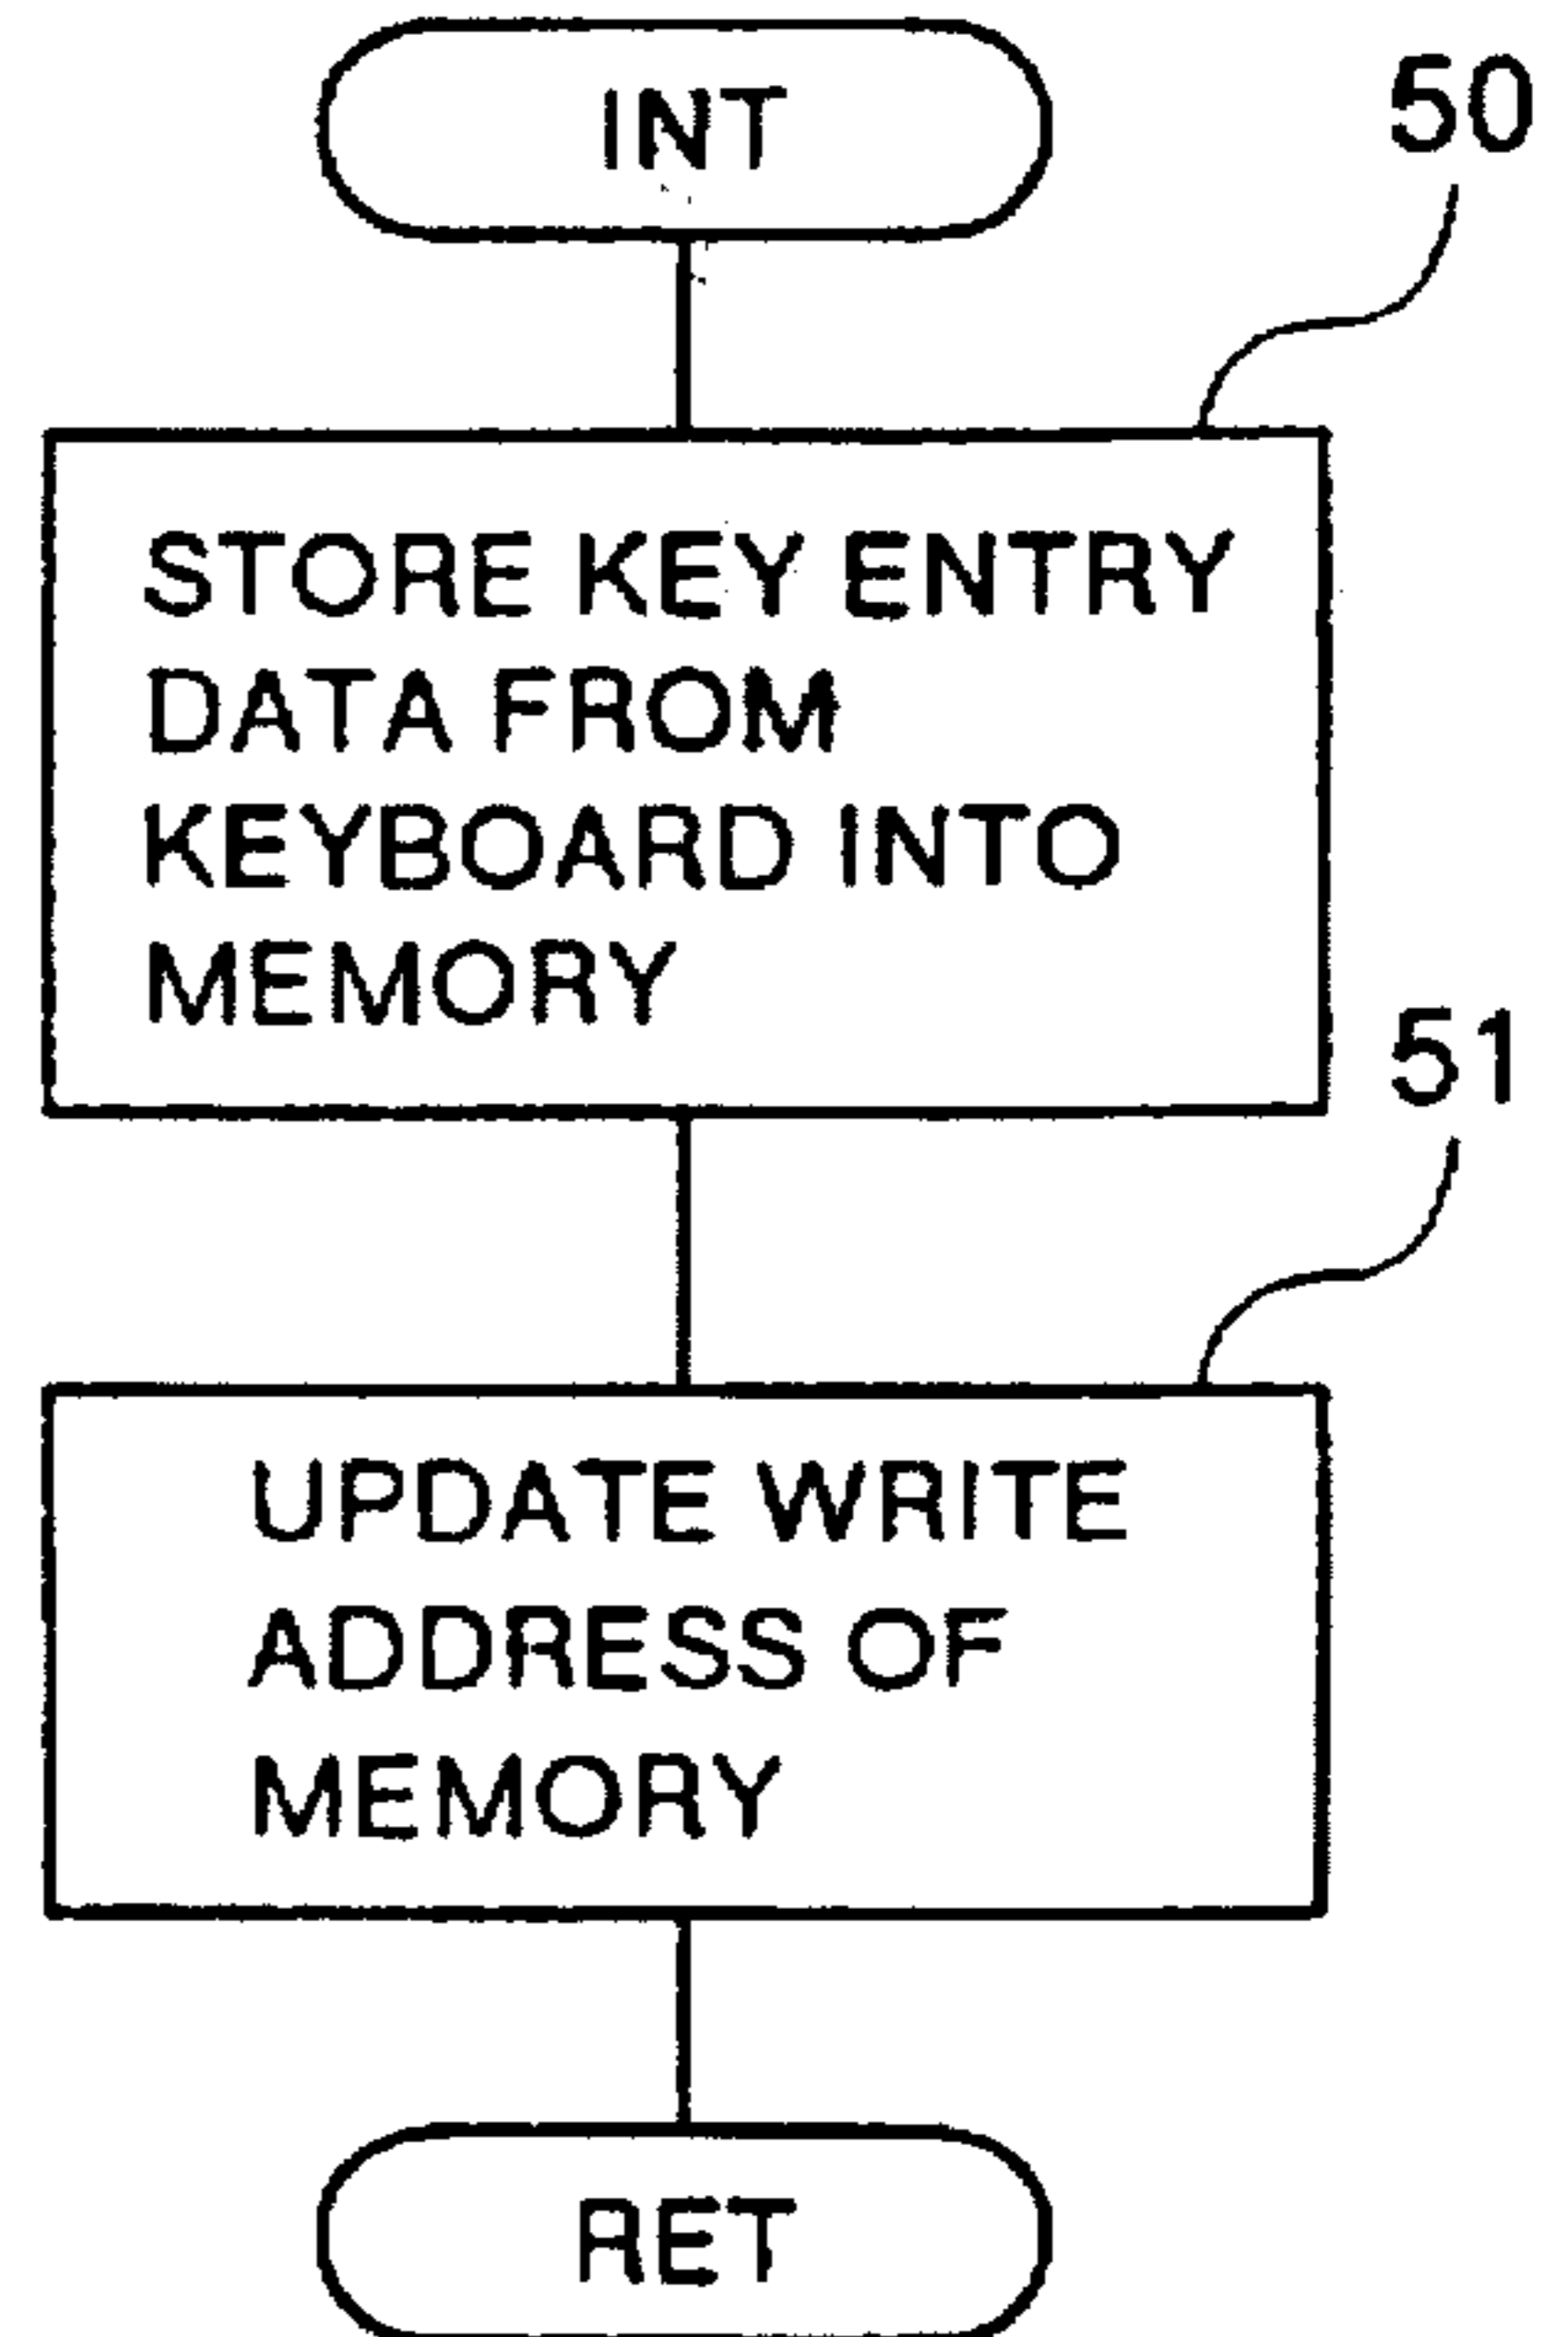 INT
50
STORE KEY ENTRY
DATA FROM
KEYBOARD INTO
MEMORY
51
UPDATE WRITE
ADDRESS OF
MEMORY
RET